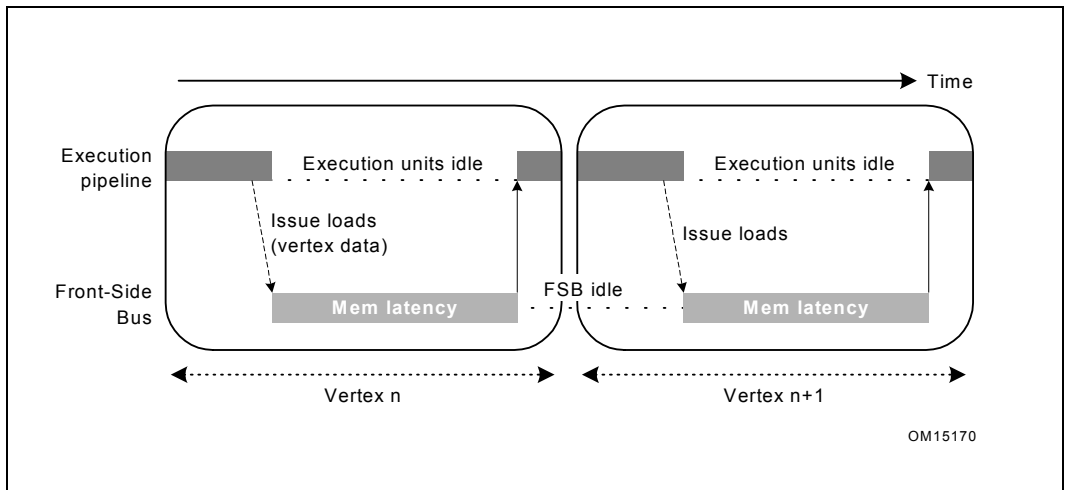 Time
Execution
pipeline
Execution units idle
Execution units idle
Issue loads
(vertex data)
Issue loads
Front-Side
Bus
Mem latency
FSB idle
Mem latency
Vertex n
Vertex n+1
OM15170